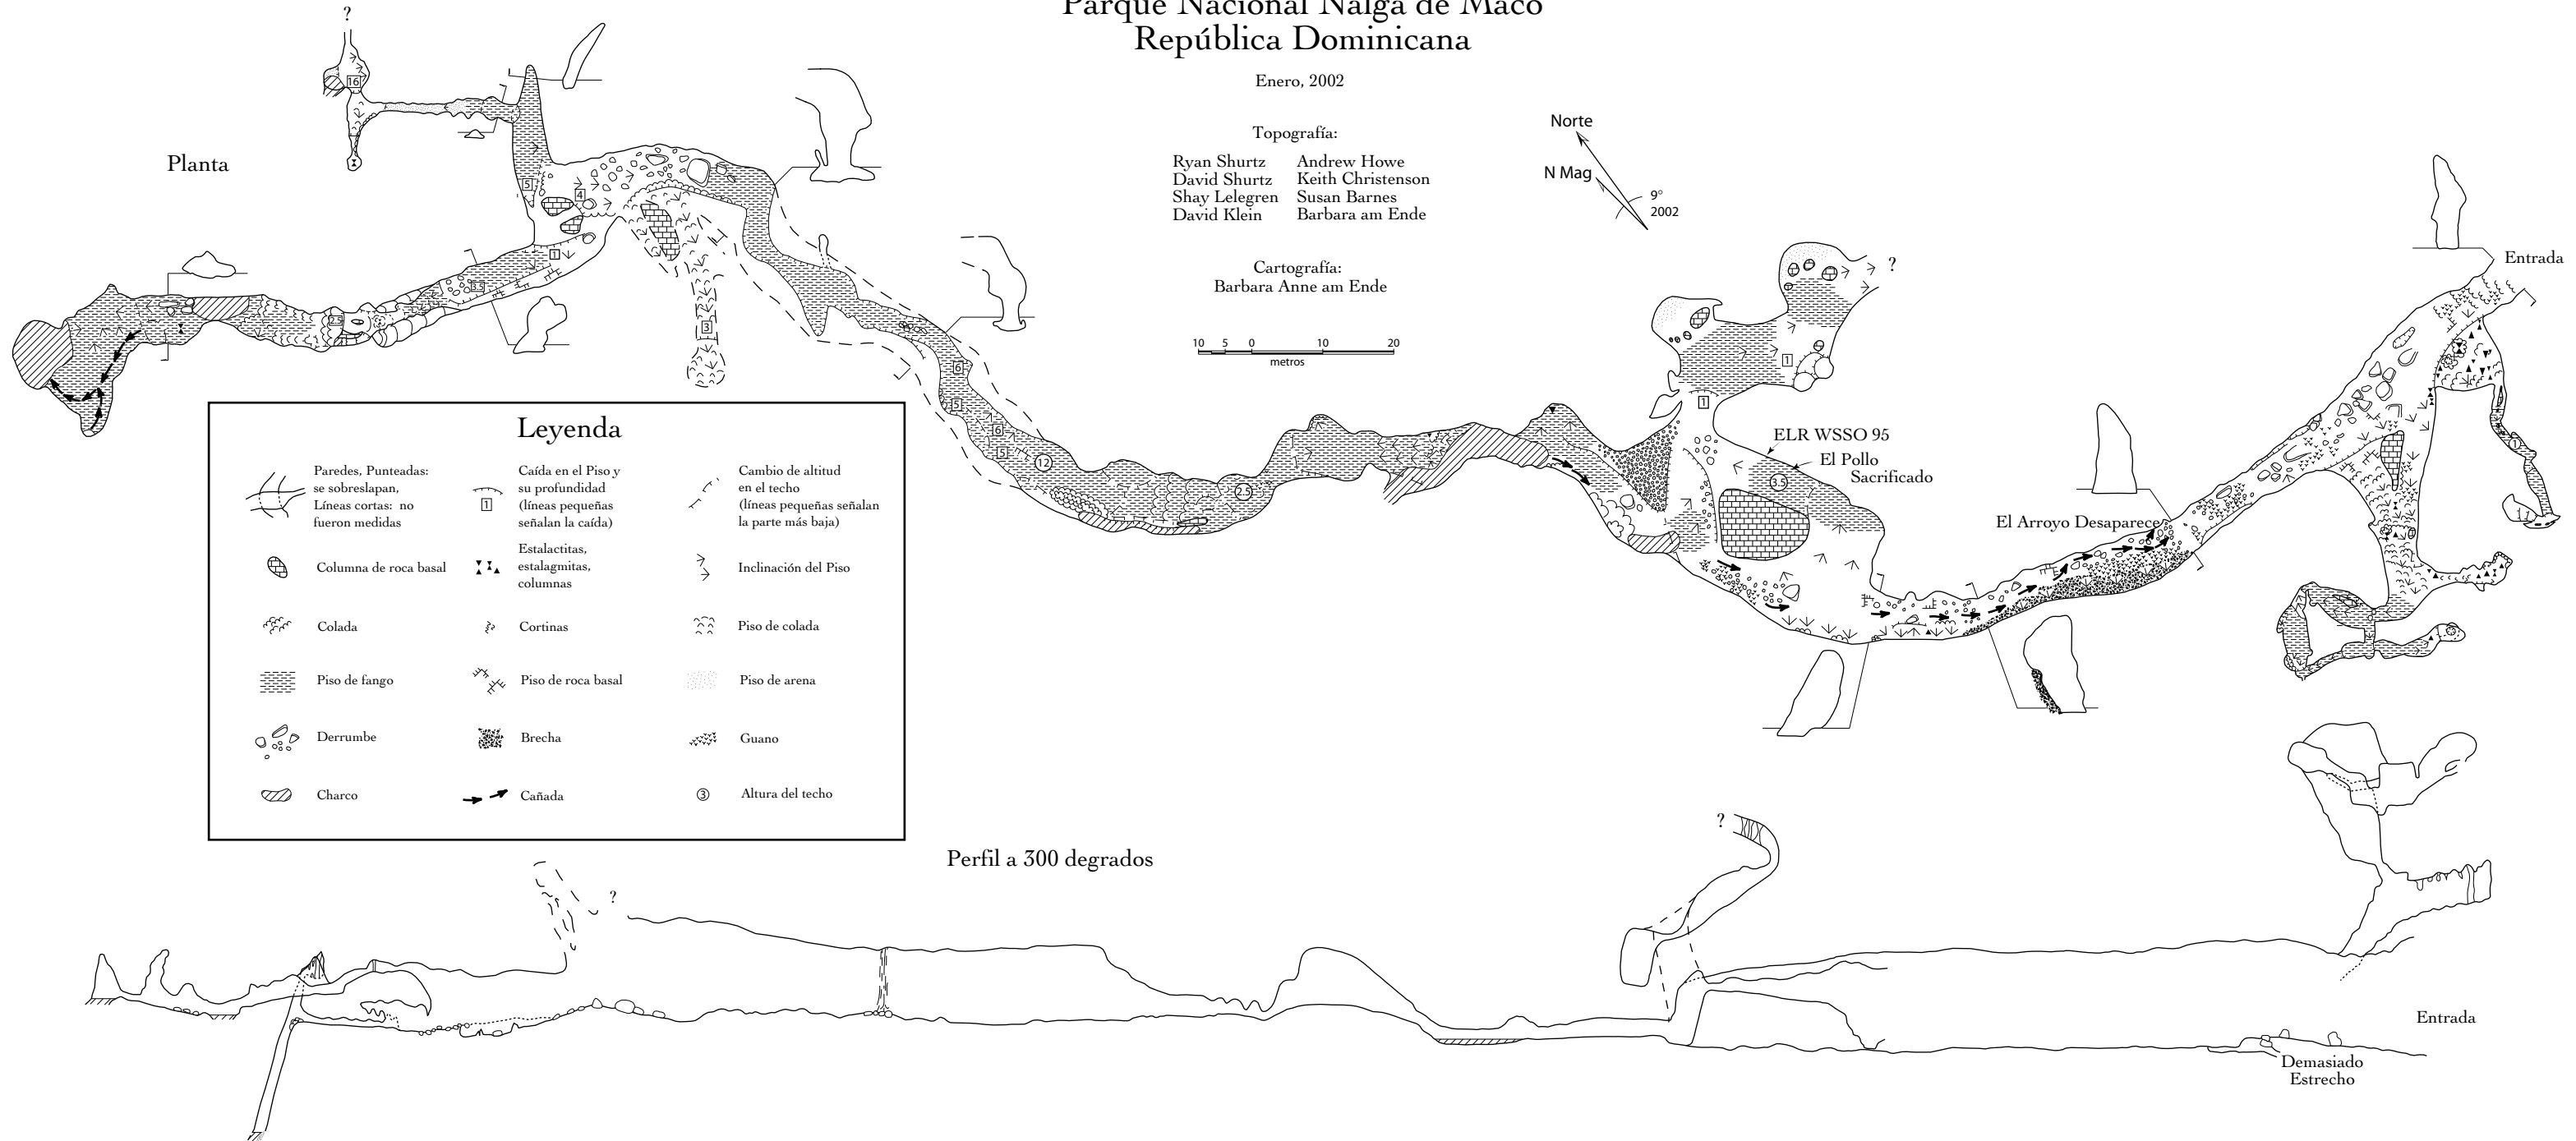 Parque Nacional Nalga de Maco
República Dominicana
Enero, 2002
Topografía:
Ryan Shurtz Andrew Howe
David Shurtz Keith Christenson
Shay Lelegren Susan Barnes
David Klein Barbara am Ende
Cartografía:
Barbara Anne am Ende
10 5 0 10 20
metros
Norte
N Mag
9°
2002
Planta
?
16
5
4
1
3.5
2.5
3
6
5
6
5
12
2.5
?
1
1
ELR WSSO 95
El Pollo
Sacrificado
3.5
El Arroyo Desaparece
Entrada
1
Leyenda
Paredes, Punteadas:
se sobreslapan,
Líneas cortas: no
fueron medidas
Caída en el Piso y
su profundidad
(líneas pequeñas
señalan la caída)
1
Cambio de altitud
en el techo
(líneas pequeñas señalan
la parte más baja)
Columna de roca basal
Estalactitas,
estalagmitas,
columnas
Inclinación del Piso
Colada
Cortinas
Piso de colada
Piso de fango
Piso de roca basal
Piso de arena
Derrumbe
Brecha
Guano
Charco
Cañada
3
Altura del techo
Perfil a 300 degrados
?
?
Entrada
Demasiado
Estrecho